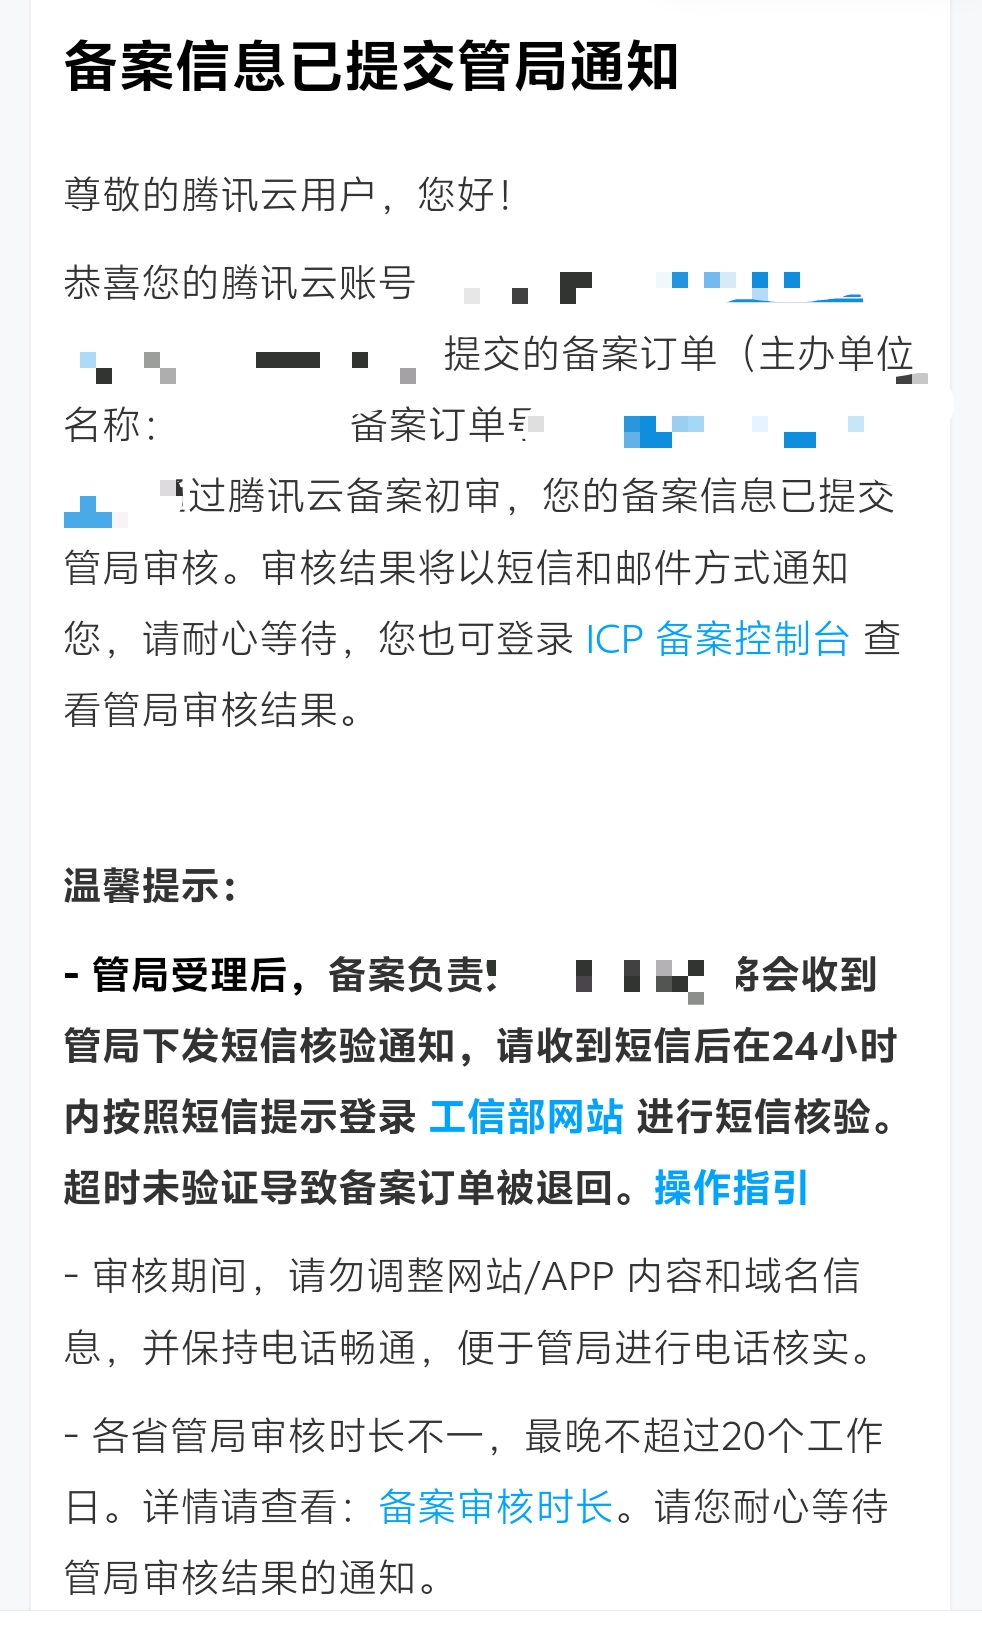 备案信息已提交管局通知
尊敬的腾讯云用户，您好！
恭喜您的腾讯云账号
提交的备案订单（主办单位
名称：备案订单号
过腾讯云备案初审，您的备案信息已提交
管局审核。审核结果将以短信和邮件方式通知
您，请耐心等待，您也可登录 ICP 备案控制台 查
看管局审核结果。
温馨提示：
- 管局受理后，备案负责 将会收到
管局下发短信核验通知，请收到短信后在24小时
内按照短信提示登录 工信部网站 进行短信核验。
超时未验证导致备案订单被退回。操作指引
- 审核期间，请勿调整网站/APP 内容和域名信
息，并保持电话畅通，便于管局进行电话核实。
- 各省管局审核时长不一，最晚不超过20个工作
日。详情请查看：备案审核时长。请您耐心等待
管局审核结果的通知。